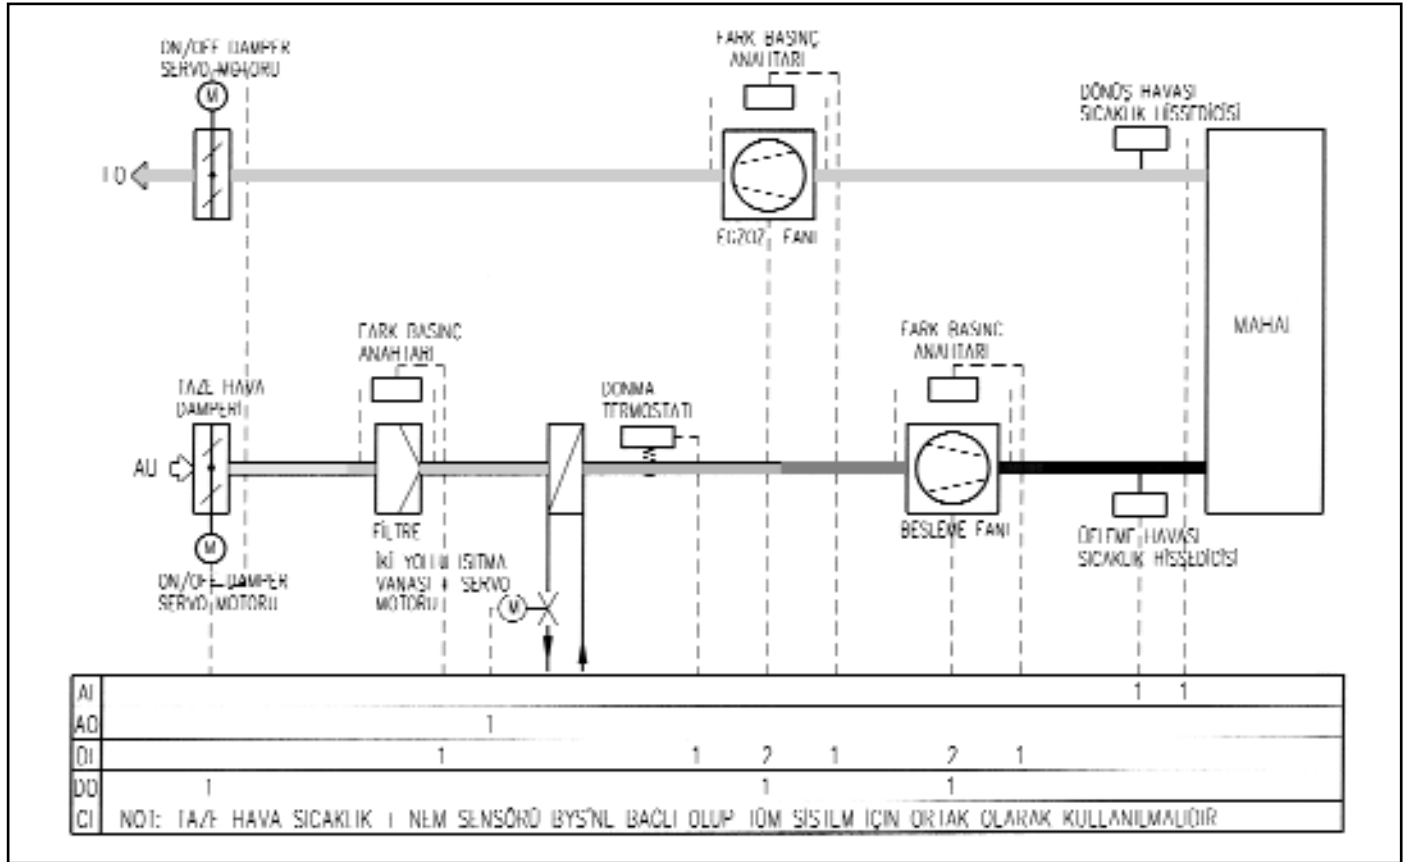 ON/OFF DAMPER
SERVO MOTORU
M
FARK BASINÇ
ANAHTARI
DÖNÜŞ HAVASI
SICAKLIK HİSSEDİCİSİ
EGZOZ FANI
MAHAL
TAZE HAVA
DAMPERİ
FARK BASINÇ
ANAHTARI
DONMA
TERMOSTATI
FARK BASINÇ
ANAHTARI
AU
FİLTRE
BESLEME FANI
ÜFLEME HAVASI
SICAKLIK HİSSEDİCİSİ
M
ON/OFF DAMPER
SERVO MOTORU
İKİ YOLLU ISITMA
VANASI + SERVO
MOTORU
M
AI 1 1
AO 1
DI 1 1 2 1 2 1
DO 1 1 1
CI NOT: TAZE HAVA SICAKLIK + NEM SENSÖRÜ BYS'NE BAĞLI OLUP TÜM SİSTEM İÇİN ORTAK OLARAK KULLANILMALIDIR